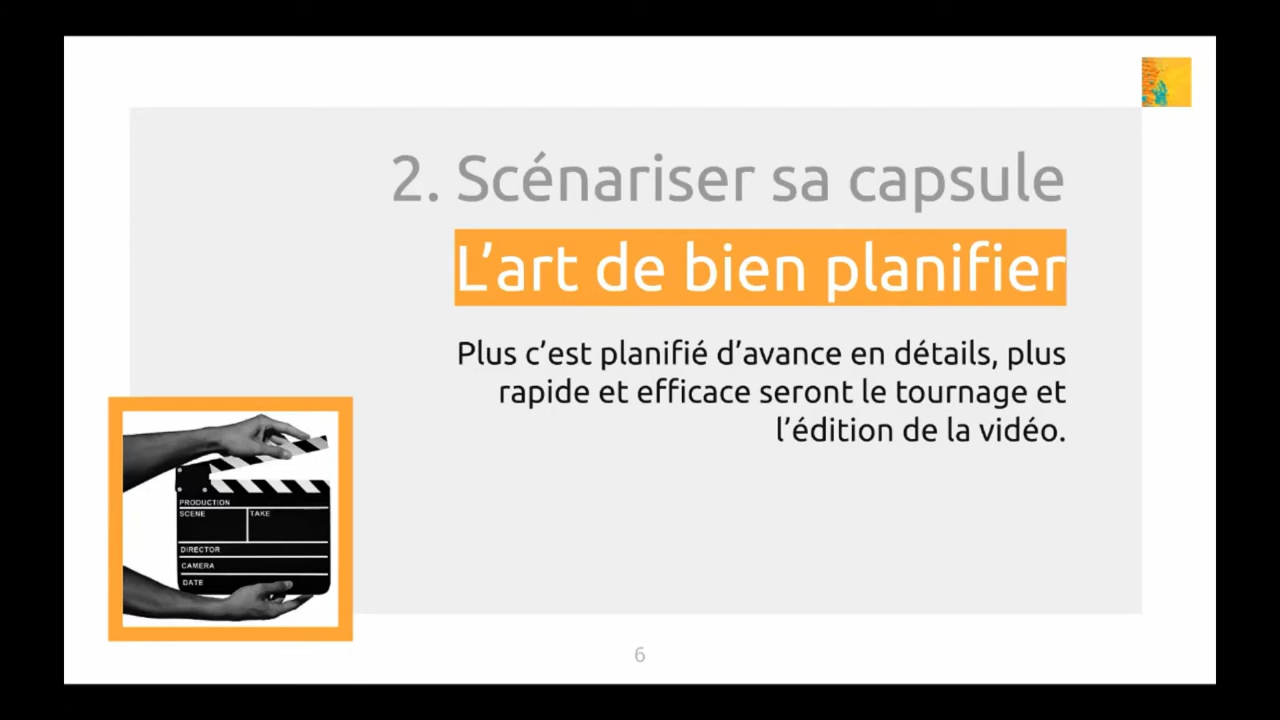 2. Scénariser sa capsule
L’art de bien planifier
Plus c’est planifié d’avance en détails, plus
rapide et efficace seront le tournage et
l’édition de la vidéo.
PRODUCTION
SCENE TAKE
DIRECTOR
CAMERA
DATE
6